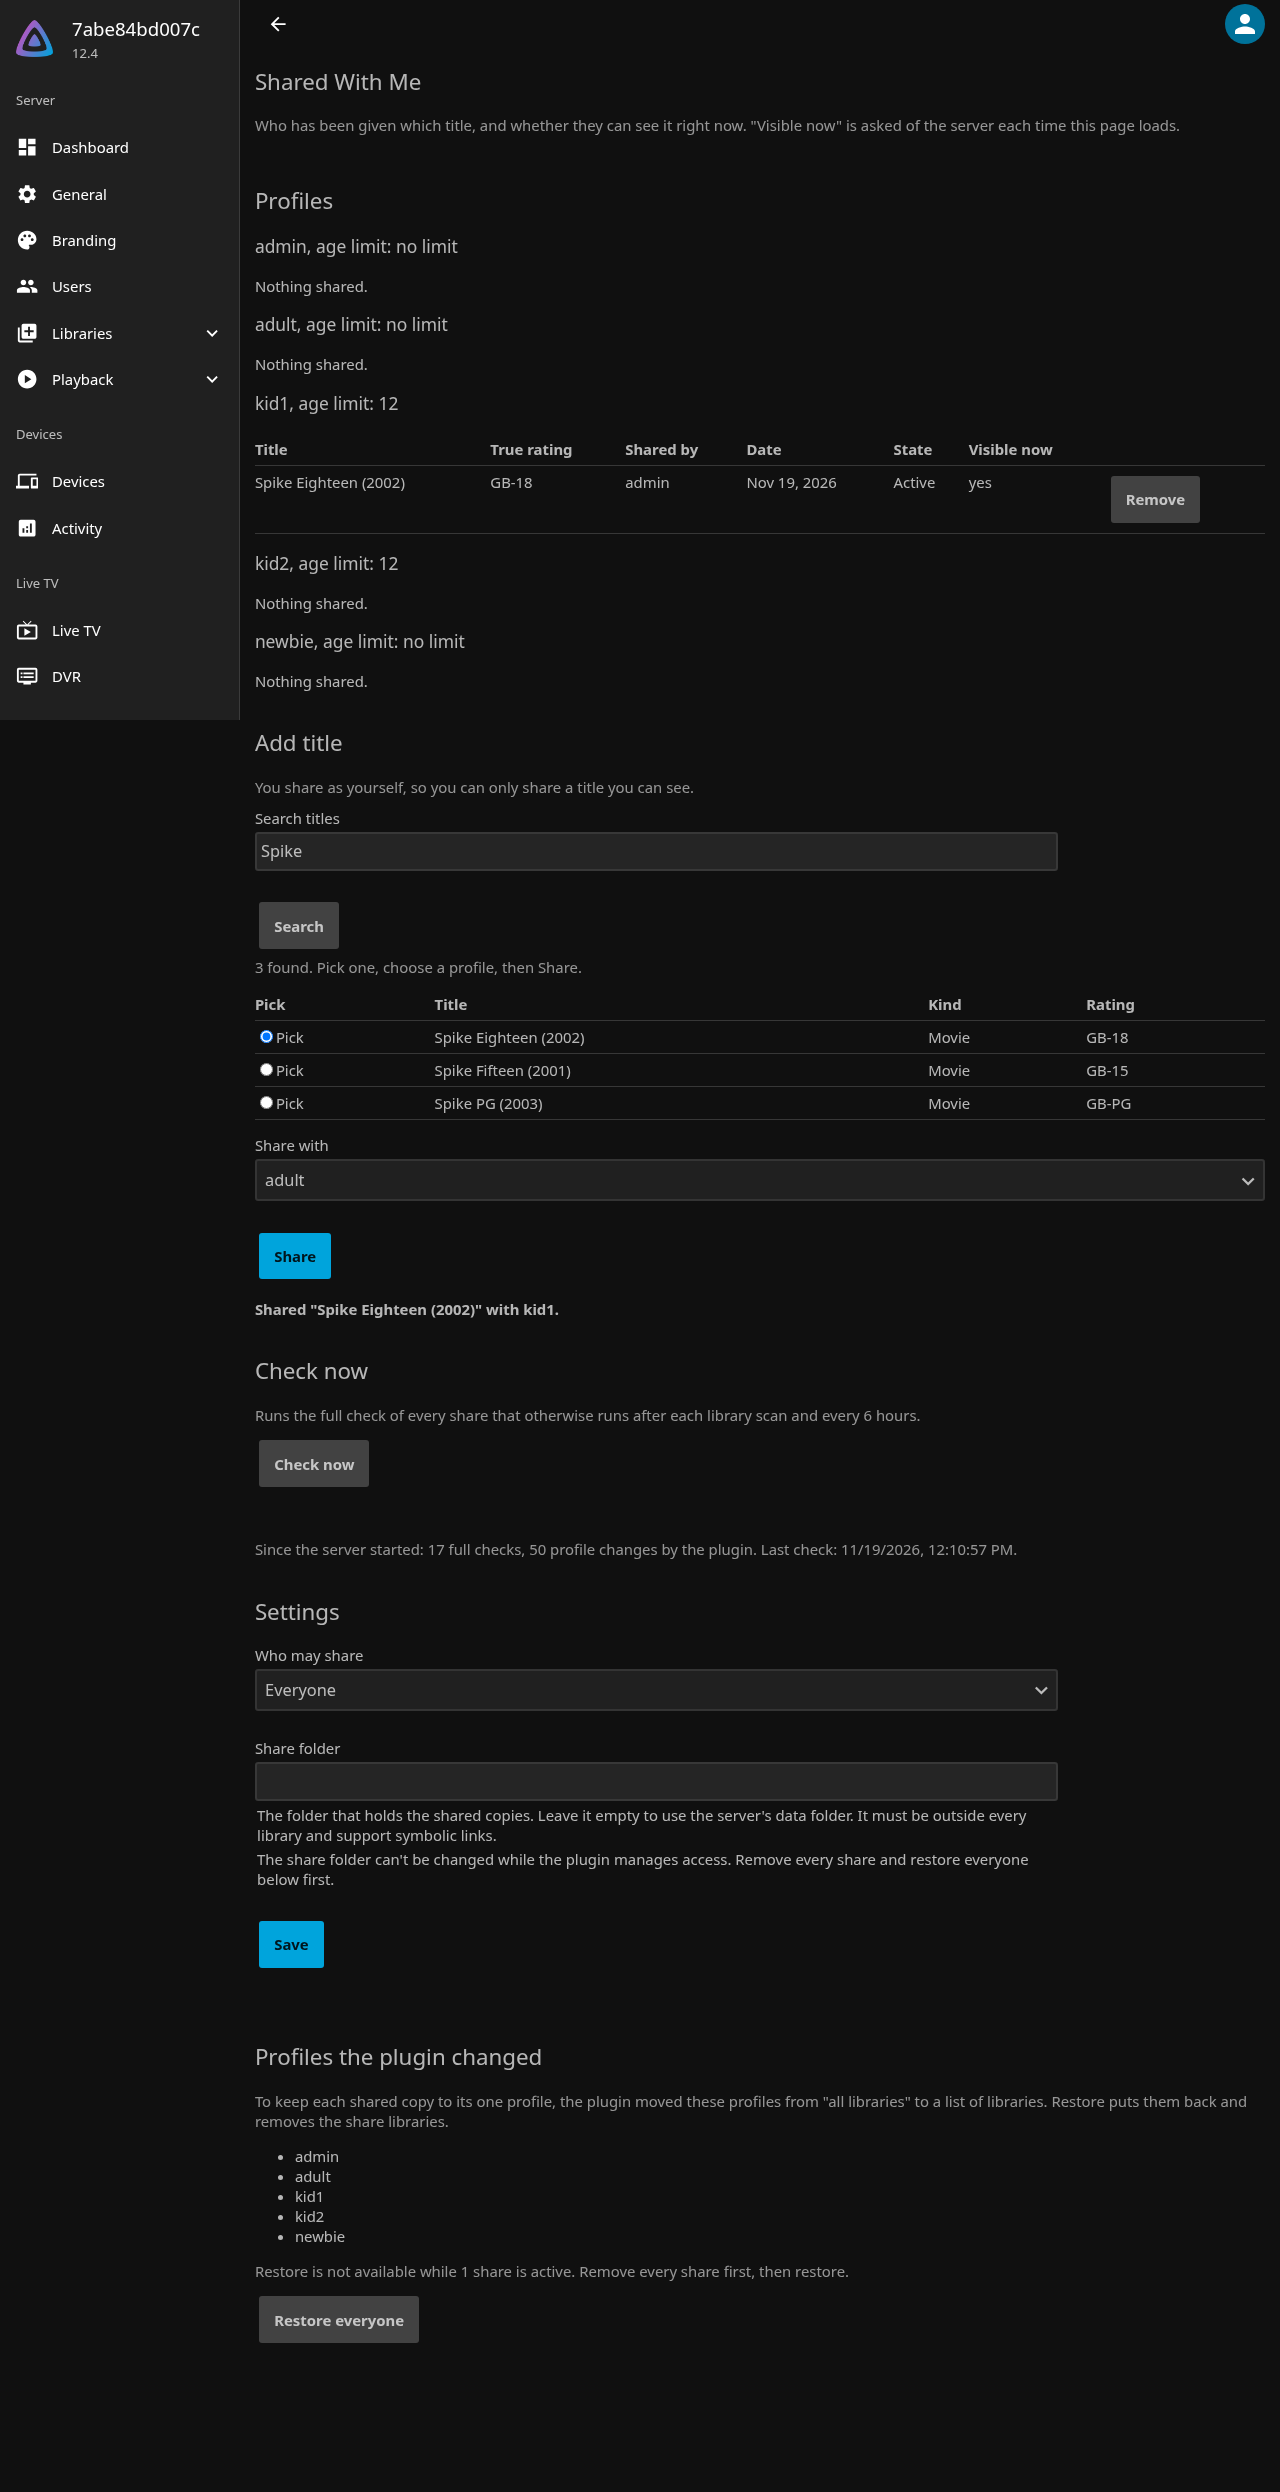 7abe84bd007c
12.4
Server
Dashboard
General
Branding
Users
Libraries
Playback
Devices
Devices
Activity
Live TV
Live TV
DVR
Shared With Me
Who has been given which title, and whether they can see it right now. "Visible now" is asked of the server each time this page loads.
Profiles
admin, age limit: no limit
Nothing shared.
adult, age limit: no limit
Nothing shared.
kid1, age limit: 12
Title True rating Shared by Date State Visible now
Spike Eighteen (2002) GB-18 admin Nov 19, 2026 Active yes Remove
kid2, age limit: 12
Nothing shared.
newbie, age limit: no limit
Nothing shared.
Add title
You share as yourself, so you can only share a title you can see.
Search titles
Spike
Search
3 found. Pick one, choose a profile, then Share.
Pick Title Kind Rating
Pick Spike Eighteen (2002) Movie GB-18
Pick Spike Fifteen (2001) Movie GB-15
Pick Spike PG (2003) Movie GB-PG
Share with
adult
Share
Shared "Spike Eighteen (2002)" with kid1.
Check now
Runs the full check of every share that otherwise runs after each library scan and every 6 hours.
Check now
Since the server started: 17 full checks, 50 profile changes by the plugin. Last check: 11/19/2026, 12:10:57 PM.
Settings
Who may share
Everyone
Share folder
The folder that holds the shared copies. Leave it empty to use the server's data folder. It must be outside every
library and support symbolic links.
The share folder can't be changed while the plugin manages access. Remove every share and restore everyone
below first.
Save
Profiles the plugin changed
To keep each shared copy to its one profile, the plugin moved these profiles from "all libraries" to a list of libraries. Restore puts them back and
removes the share libraries.
• admin
• adult
• kid1
• kid2
• newbie
Restore is not available while 1 share is active. Remove every share first, then restore.
Restore everyone